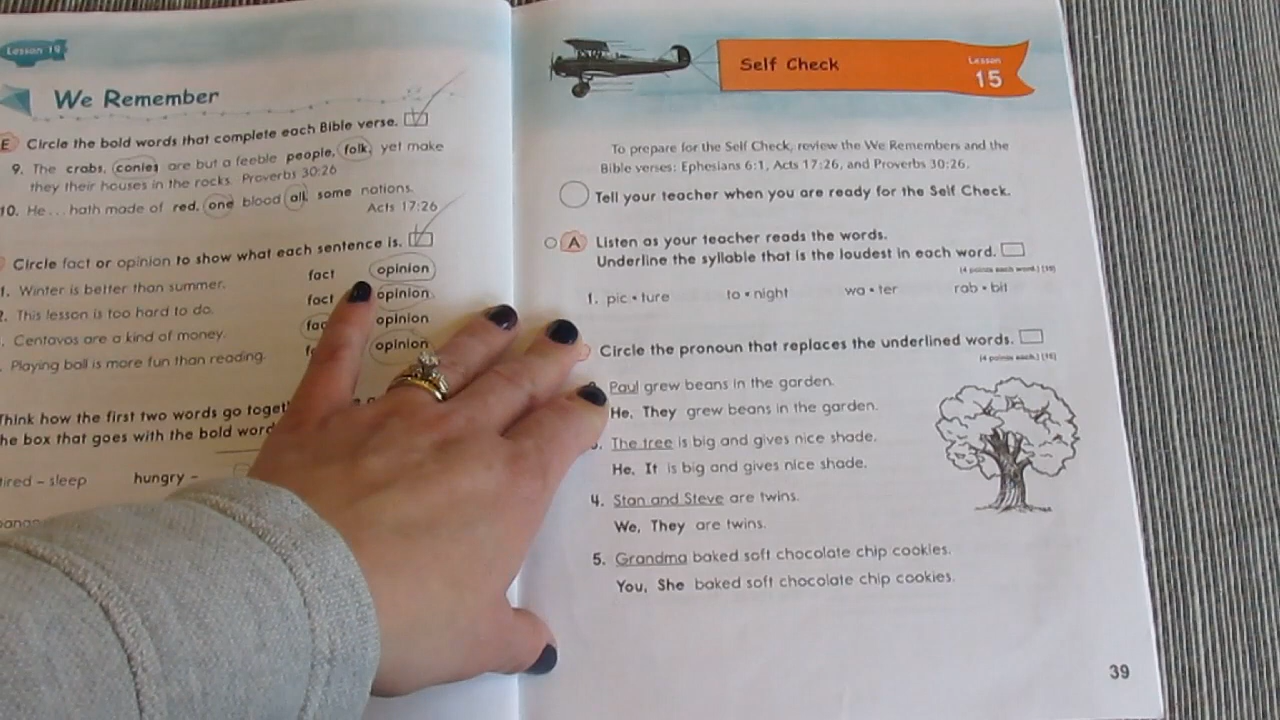 Lesson 19
We Remember
E Circle the bold words that complete each Bible verse.
9. The crabs, conies are but a feeble people, folk, yet make
they their houses in the rocks. Proverbs 30:26
10. He ... hath made of red, one blood all, some nations.
Acts 17:26
Circle fact or opinion to show what each sentence is.
1. Winter is better than summer. fact opinion
2. This lesson is too hard to do. fact opinion
. Centavos are a kind of money. opinion
. Playing ball is more fun than reading. opinion
Think how the first two words go
the box that goes with the bold word
tired – sleep hungry –
Self Check
Lesson
15
To prepare for the Self Check, review the We Remembers and the
Bible verses: Ephesians 6:1, Acts 17:26, and Proverbs 30:26.
Tell your teacher when you are ready for the Self Check.
A Listen as your teacher reads the words.
Underline the syllable that is the loudest in each word.
[4 points each word.] [16]
1. pic • ture to • night wa • ter rab • bit
Circle the pronoun that replaces the underlined words.
[4 points each.] [16]
Paul grew beans in the garden.
He, They grew beans in the garden.
3. The tree is big and gives nice shade.
He, It is big and gives nice shade.
4. Stan and Steve are twins.
We, They are twins.
5. Grandma baked soft chocolate chip cookies.
You, She baked soft chocolate chip cookies.
39